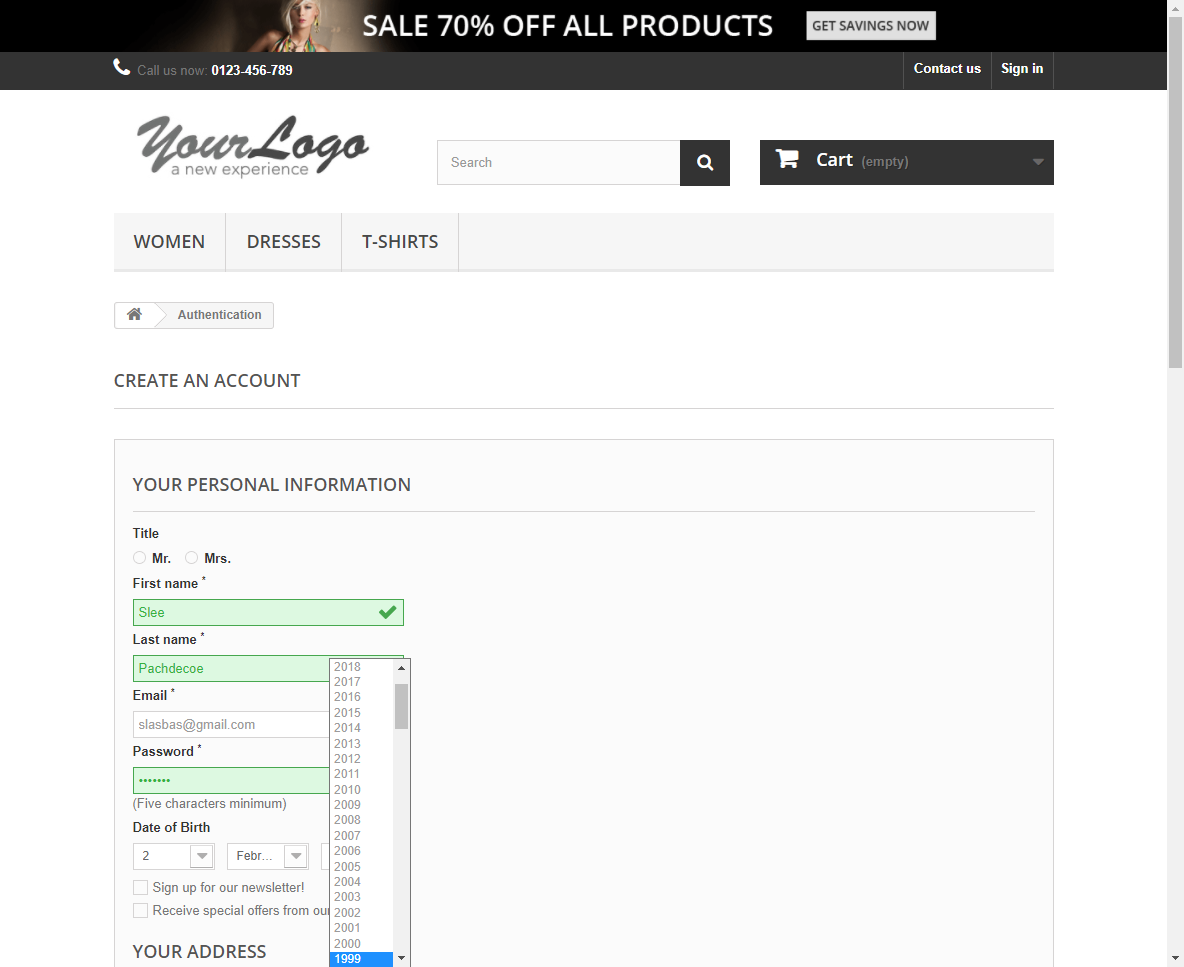 SALE 70% OFF ALL PRODUCTS GET SAVINGS NOW
Call us now: 0123-456-789 Contact us Sign in
YourLogo
a new experience
Search Cart (empty)
WOMEN DRESSES T-SHIRTS
Authentication
CREATE AN ACCOUNT
YOUR PERSONAL INFORMATION
Title
Mr. Mrs.
First name *
Slee
Last name *
Pachdecoe
Email *
slasbas@gmail.com
Password *
•••••••
(Five characters minimum)
Date of Birth
2 Febr...
Sign up for our newsletter!
Receive special offers from our
YOUR ADDRESS
2018
2017
2016
2015
2014
2013
2012
2011
2010
2009
2008
2007
2006
2005
2004
2003
2002
2001
2000
1999